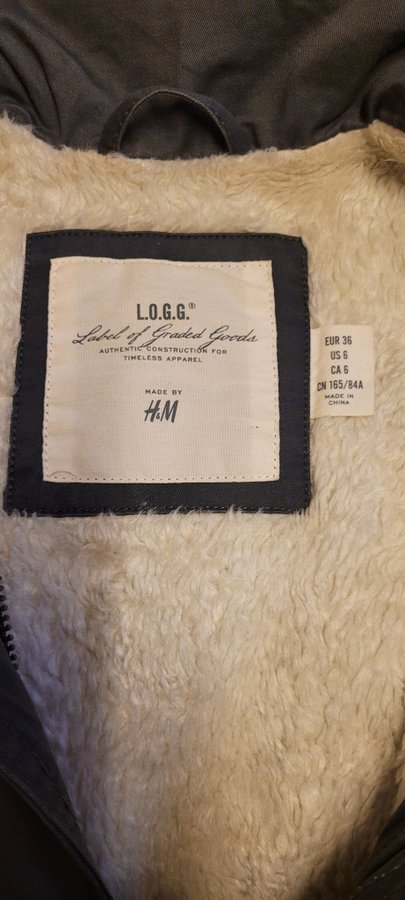 L.O.G.G.®
Label of Graded Goods
AUTHENTIC CONSTRUCTION FOR
TIMELESS APPAREL
MADE BY
H&M
EUR 36
US 6
CA 6
CN 165/84A
MADE IN
CHINA